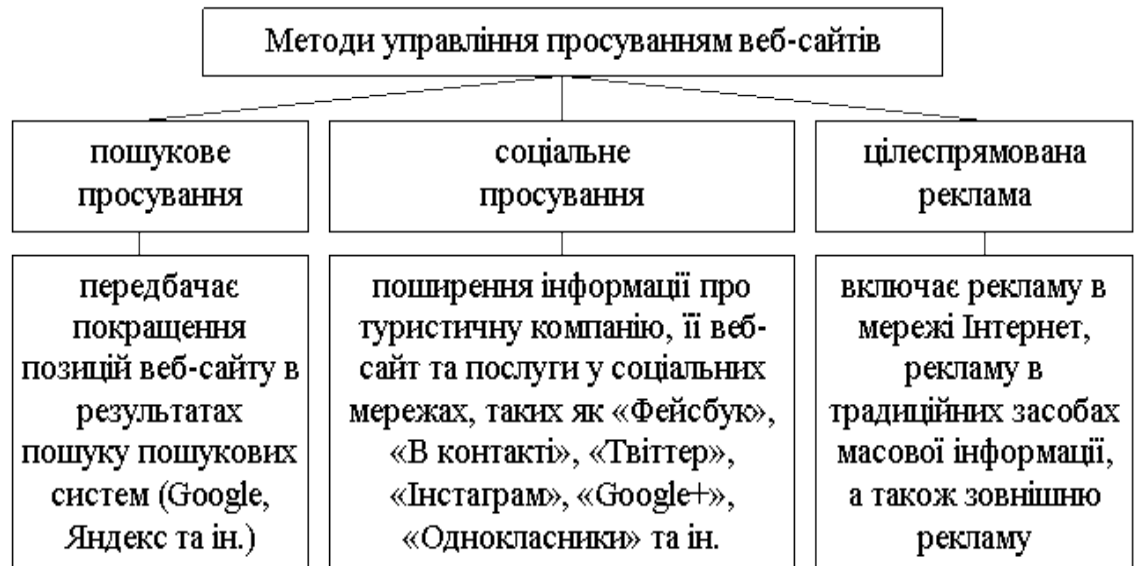 Методи управління просуванням веб-сайтів
пошукове
просування
соціальне
просування
цілеспрямована
реклама
передбачає
покращення
позицій веб-сайту в
результатах
пошуку пошукових
систем (Google,
Яндекс та ін.)
поширення інформації про
туристичну компанію, її веб-
сайт та послуги у соціальних
мережах, таких як «Фейсбук»,
«В контакті», «Твіттер»,
«Інстаграм», «Google+»,
«Однокласники» та ін.
включає рекламу в
мережі Інтернет,
рекламу в
традиційних засобах
масової інформації,
а також зовнішню
рекламу